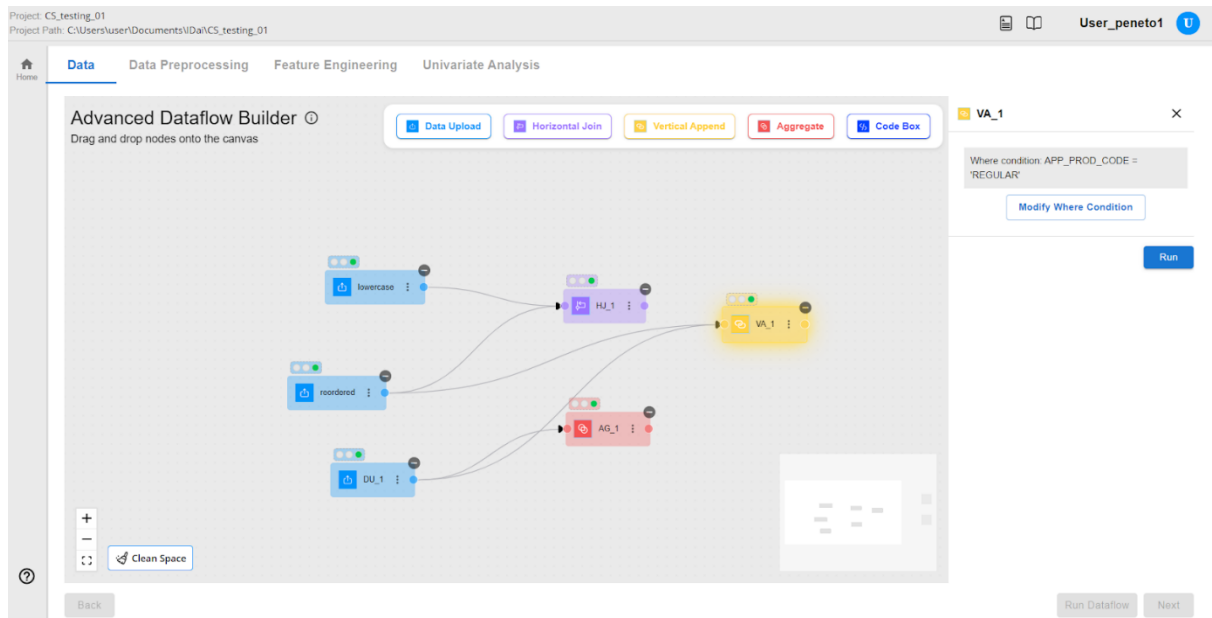 Project: CS_testing_01
Project Path: C:\Users\user\Documents\IDal\CS_testing_01
User_peneto1
U
Home
Data
Data Preprocessing
Feature Engineering
Univariate Analysis
Advanced Dataflow Builder
Drag and drop nodes onto the canvas
Data Upload
Horizontal Join
Vertical Append
Aggregate
Code Box
VA_1
Where condition: APP_PROD_CODE =
'REGULAR'
Modify Where Condition
Run
lowercase
HJ_1
VA_1
reordered
AG_1
DU_1
Clean Space
Back
Run Dataflow
Next